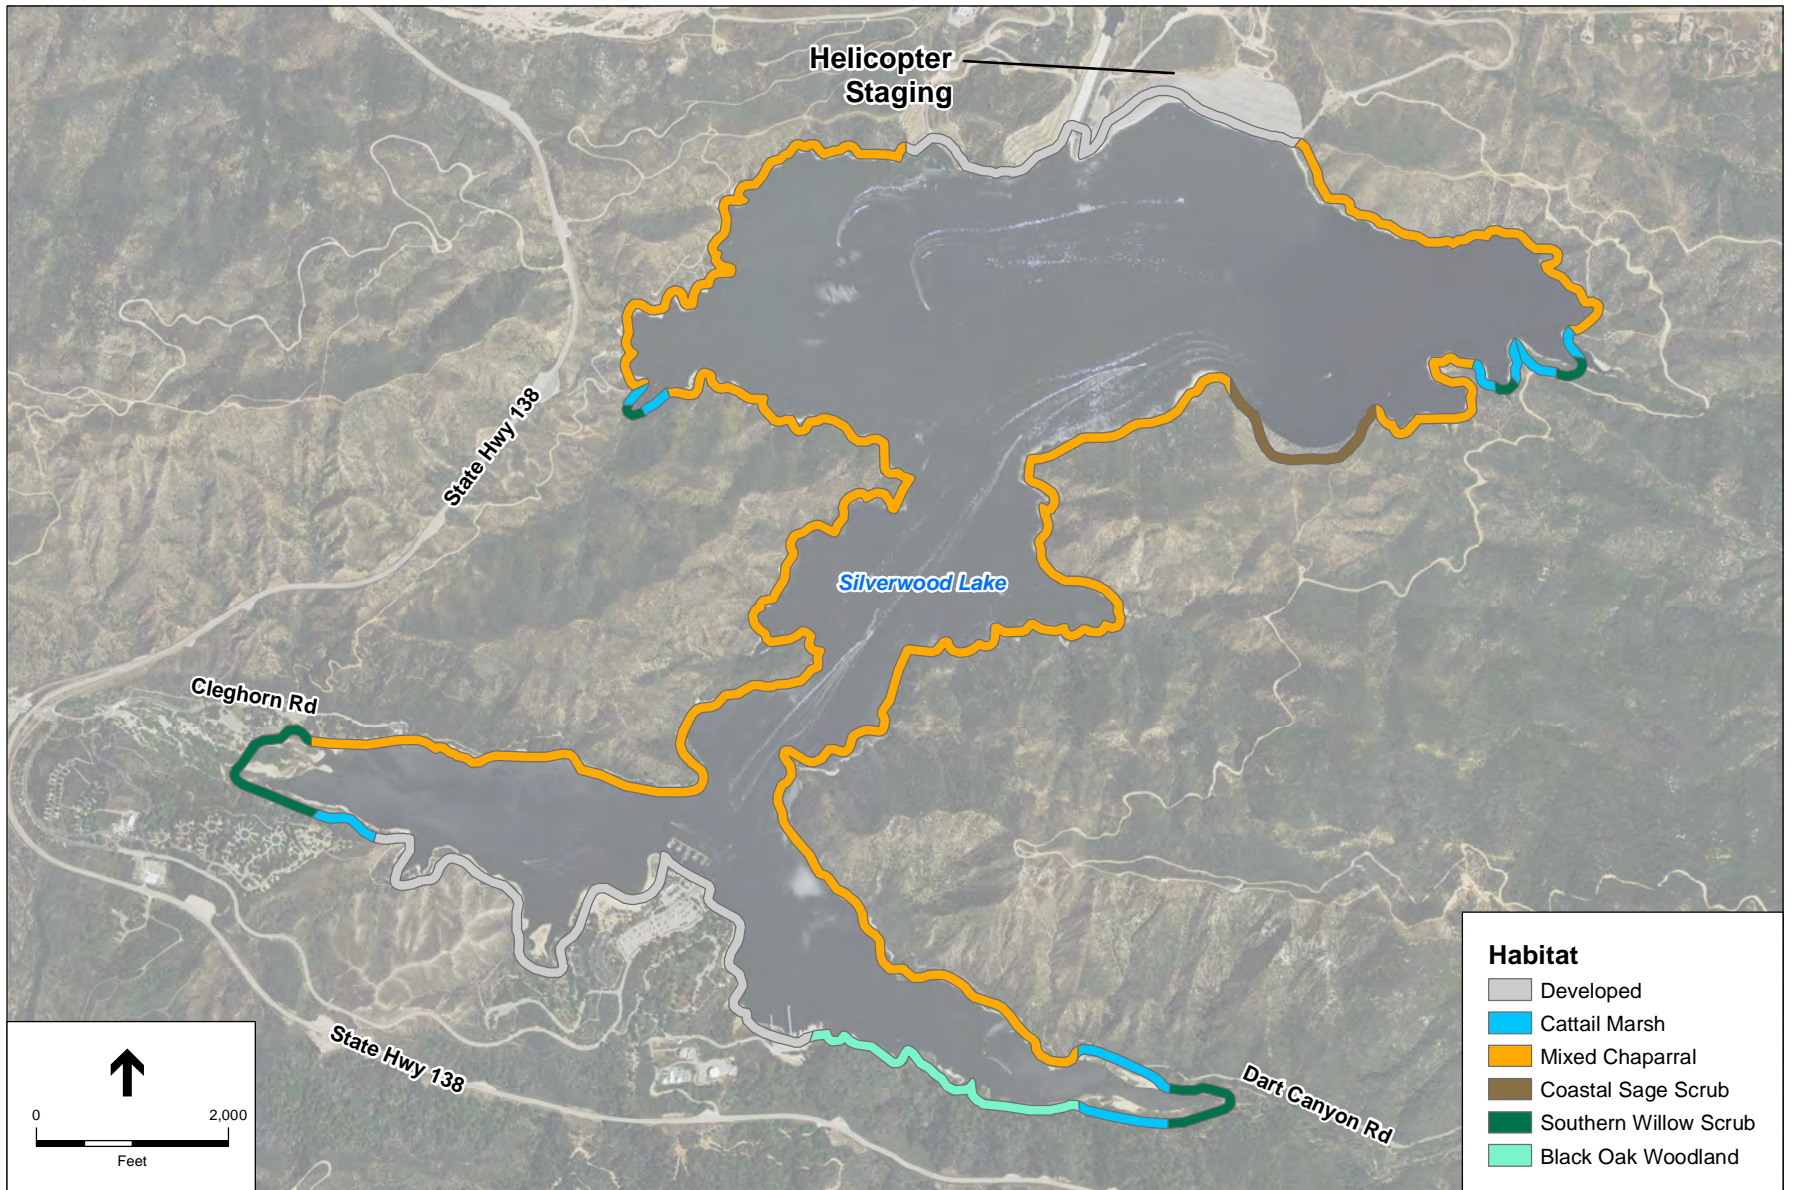 Helicopter
Staging
State Hwy 138
Silverwood Lake
Cleghorn Rd
State Hwy 138
Dart Canyon Rd
0 2,000
Feet
Habitat
Developed
Cattail Marsh
Mixed Chaparral
Coastal Sage Scrub
Southern Willow Scrub
Black Oak Woodland